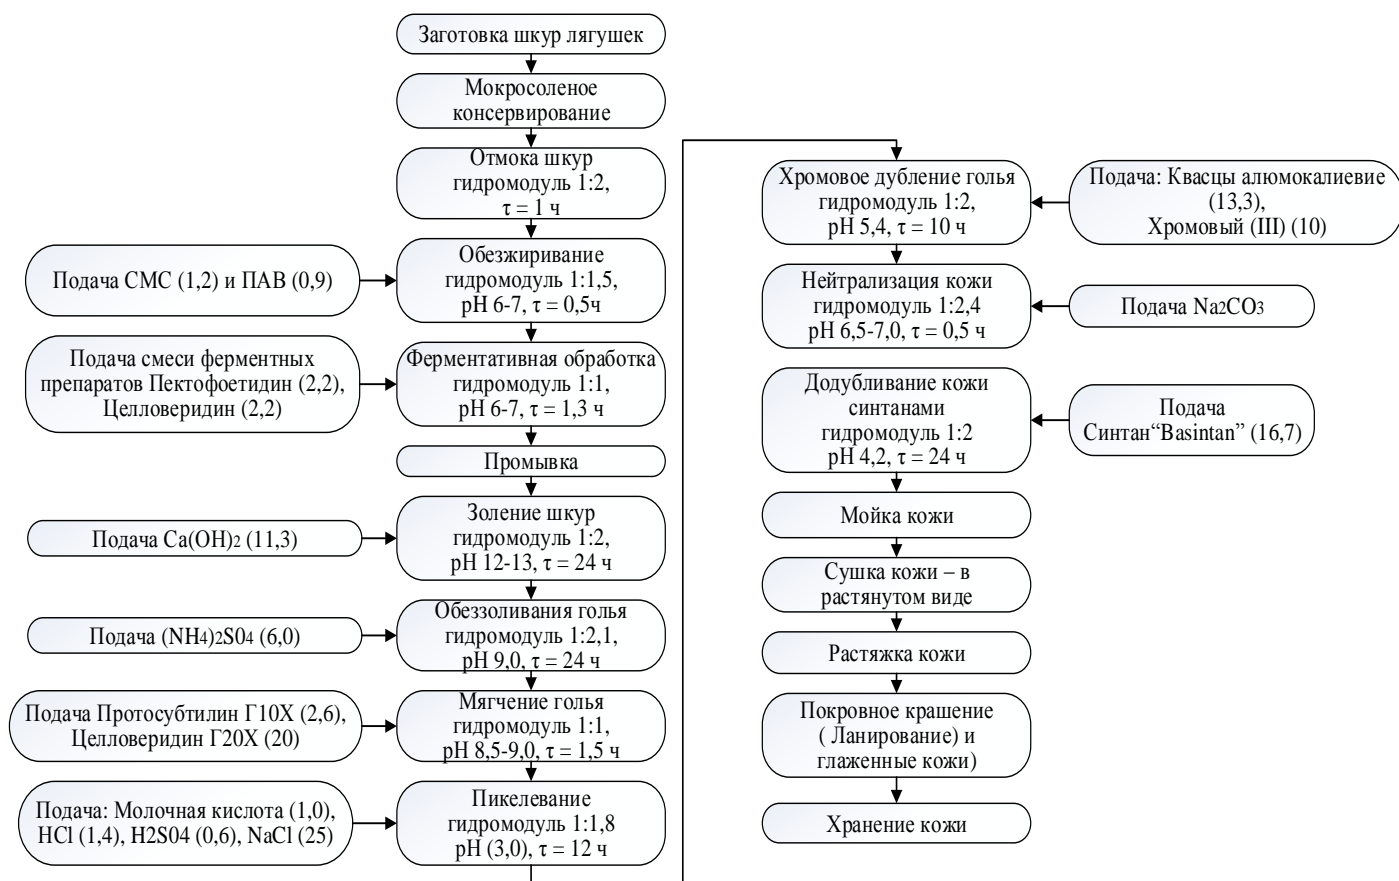 Заготовка шкур лягушек
Мокросоленое
консервирование
Отмока шкур
гидромодуль 1:2,
τ = 1 ч
Подача СМС (1,2) и ПАВ (0,9)
Обезжиривание
гидромодуль 1:1,5,
pH 6-7, τ = 0,5ч
Подача смеси ферментных
препаратов Пектофоетидин (2,2),
Целловеридин (2,2)
Ферментативная обработка
гидромодуль 1:1,
pH 6-7, τ = 1,3 ч
Промывка
Подача Ca(OH)2 (11,3)
Золение шкур
гидромодуль 1:2,
pH 12-13, τ = 24 ч
Подача (NH4)2S04 (6,0)
Обеззоливания голья
гидромодуль 1:2,1,
pH 9,0, τ = 24 ч
Подача Протосубтилин Г10Х (2,6),
Целловеридин Г20Х (20)
Мягчение голья
гидромодуль 1:1,
pH 8,5-9,0, τ = 1,5 ч
Подача: Молочная кислота (1,0),
HCl (1,4), H2S04 (0,6), NaCl (25)
Пикелевание
гидромодуль 1:1,8
pH (3,0), τ = 12 ч
Хромовое дубление голья
гидромодуль 1:2,
pH 5,4, τ = 10 ч
Подача: Квасцы алюмокалиевие
(13,3),
Хромовый (III) (10)
Нейтрализация кожи
гидромодуль 1:2,4
pH 6,5-7,0, τ = 0,5 ч
Подача Na2CO3
Додубливание кожи
синтанами
гидромодуль 1:2
pH 4,2, τ = 24 ч
Подача
Синтан“Basintan” (16,7)
Мойка кожи
Сушка кожи – в
растянутом виде
Растяжка кожи
Покровное крашение
( Ланирование) и
глаженные кожи)
Хранение кожи